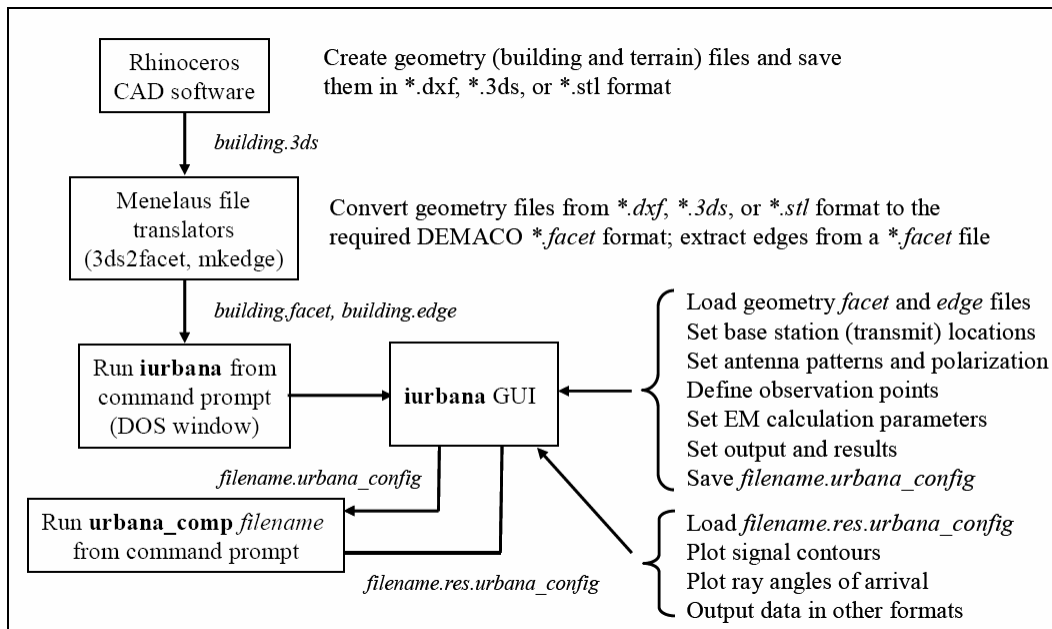 Rhinoceros
CAD software
Create geometry (building and terrain) files and save
them in *.dxf, *.3ds, or *.stl format
building.3ds
Menelaus file
translators
(3ds2facet, mkedge)
Convert geometry files from *.dxf, *.3ds, or *.stl format to the
required DEMACO *.facet format; extract edges from a *.facet file
building.facet, building.edge
Run iurbana from
command prompt
(DOS window)
iurbana GUI
Load geometry facet and edge files
Set base station (transmit) locations
Set antenna patterns and polarization
Define observation points
Set EM calculation parameters
Set output and results
Save filename.urbana_config
filename.urbana_config
Run urbana_comp filename
from command prompt
filename.res.urbana_config
Load filename.res.urbana_config
Plot signal contours
Plot ray angles of arrival
Output data in other formats